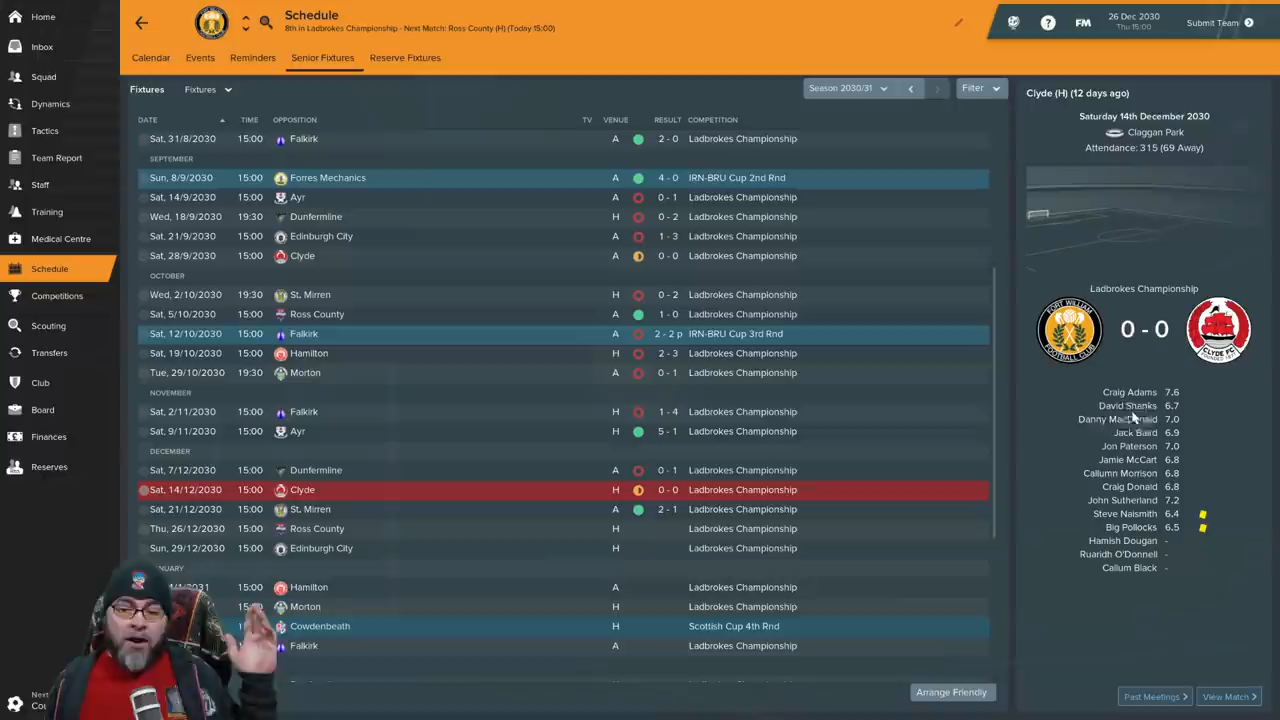 Schedule
8th in Ladbrokes Championship - Next Match: Ross County (H) (Today 15:00)
FM
26 Dec 2030
Thu 15:00
Submit Team
Home
Inbox
Squad
Dynamics
Tactics
Team Report
Staff
Training
Medical Centre
Schedule
Competitions
Scouting
Transfers
Club
Board
Finances
Reserves
Calendar Events Reminders Senior Fixtures Reserve Fixtures
Fixtures Fixtures Season 2030/31 Filter
DATE TIME OPPOSITION TV VENUE RESULT COMPETITION
Sat, 31/8/2030 15:00 Falkirk A 2 - 0 Ladbrokes Championship
SEPTEMBER
Sun, 8/9/2030 15:00 Forres Mechanics A 4 - 0 IRN-BRU Cup 2nd Rnd
Sat, 14/9/2030 15:00 Ayr A 0 - 1 Ladbrokes Championship
Wed, 18/9/2030 19:30 Dunfermline H 0 - 2 Ladbrokes Championship
Sat, 21/9/2030 15:00 Edinburgh City A 1 - 3 Ladbrokes Championship
Sat, 28/9/2030 15:00 Clyde A 0 - 0 Ladbrokes Championship
OCTOBER
Wed, 2/10/2030 19:30 St. Mirren H 0 - 2 Ladbrokes Championship
Sat, 5/10/2030 15:00 Ross County A 1 - 0 Ladbrokes Championship
Sat, 12/10/2030 15:00 Falkirk A 2 - 2 p IRN-BRU Cup 3rd Rnd
Sat, 19/10/2030 15:00 Hamilton H 2 - 3 Ladbrokes Championship
Tue, 29/10/2030 19:30 Morton A 0 - 1 Ladbrokes Championship
NOVEMBER
Sat, 2/11/2030 15:00 Falkirk H 1 - 4 Ladbrokes Championship
Sat, 9/11/2030 15:00 Ayr H 5 - 1 Ladbrokes Championship
DECEMBER
Sat, 7/12/2030 15:00 Dunfermline A 0 - 1 Ladbrokes Championship
Sat, 14/12/2030 15:00 Clyde H 0 - 0 Ladbrokes Championship
Sat, 21/12/2030 15:00 St. Mirren A 2 - 1 Ladbrokes Championship
Thu, 26/12/2030 15:00 Ross County H Ladbrokes Championship
Sun, 29/12/2030 15:00 Edinburgh City H Ladbrokes Championship
15:00 Hamilton A Ladbrokes Championship
Morton H Ladbrokes Championship
Cowdenbeath H Scottish Cup 4th Rnd
Falkirk A Ladbrokes Championship
Arrange Friendly
Clyde (H) (12 days ago)
Saturday 14th December 2030
Claggan Park
Attendance: 315 (69 Away)
Ladbrokes Championship
FORT WILLIAM
FOOTBALL CLUB
0 - 0
CLYDE FC
Craig Adams 7.6
David Shanks 6.7
Danny MacDonald 7.0
Jack Baird 6.9
Jon Paterson 7.0
Jamie McCart 6.8
Callumn Morrison 6.8
Craig Donald 6.8
John Sutherland 7.2
Steve Naismith 6.4
Big Pollocks 6.5
Hamish Dougan -
Ruaridh O'Donnell -
Callum Black -
Past Meetings View Match